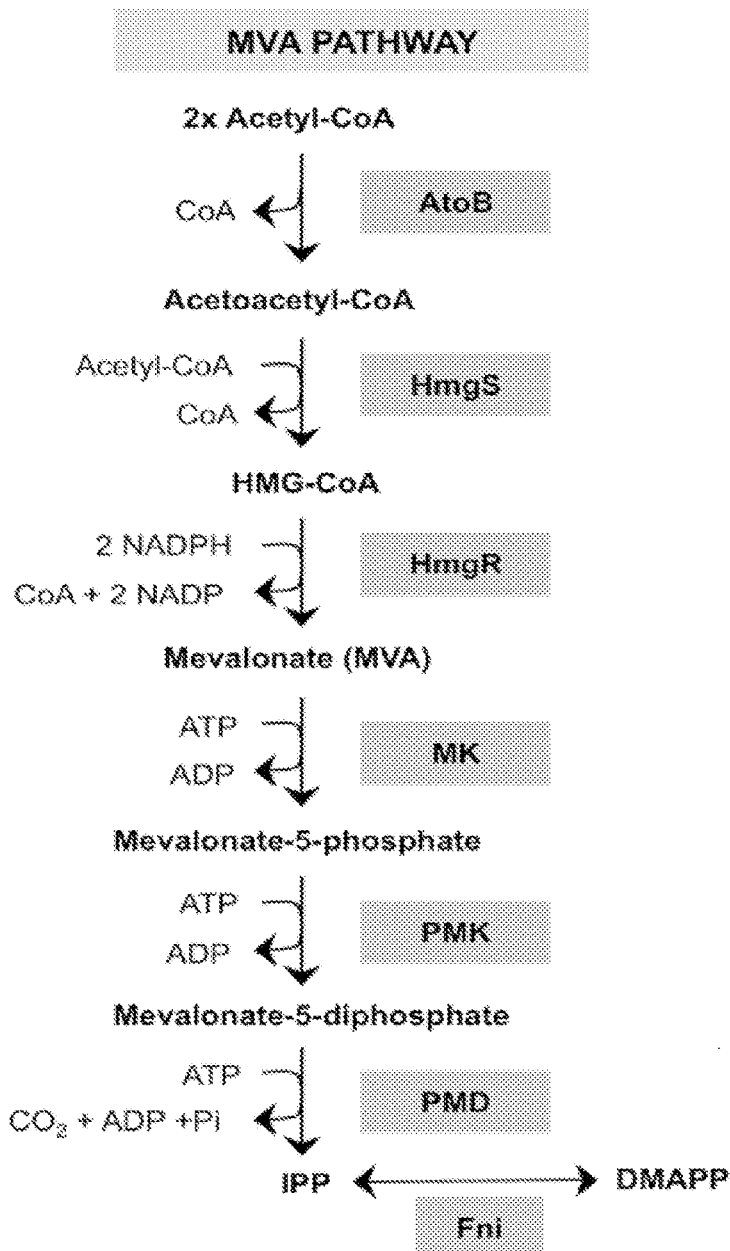 MVA PATHWAY
2x Acetyl-CoA
CoA
AtoB
Acetoacetyl-CoA
Acetyl-CoA
HmgS
CoA
HMG-CoA
2 NADPH
HmgR
CoA + 2 NADP
Mevalonate (MVA)
ATP
MK
ADP
Mevalonate-5-phosphate
ATP
PMK
ADP
Mevalonate-5-diphosphate
ATP
PMD
CO₂ + ADP +Pi
IPP
DMAPP
Fni